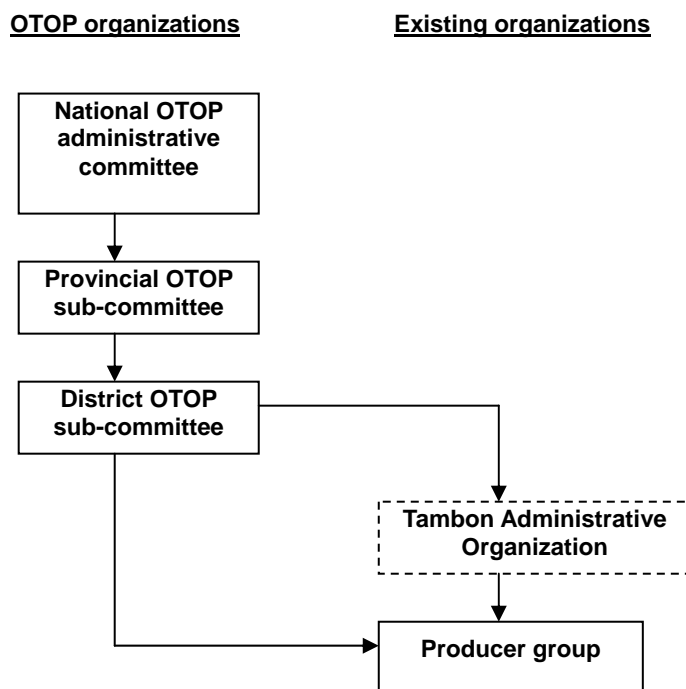 OTOP organizations
Existing organizations
National OTOP
administrative
committee
Provincial OTOP
sub-committee
District OTOP
sub-committee
Tambon Administrative
Organization
Producer group